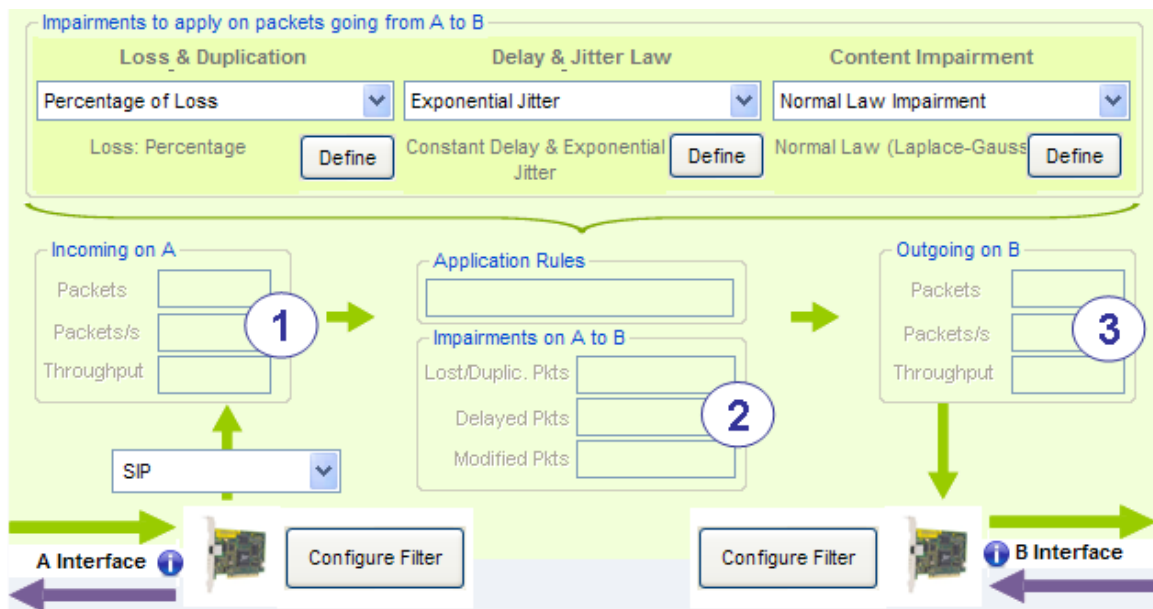 Impairments to apply on packets going from A to B
Loss & Duplication
Delay & Jitter Law
Content Impairment
Percentage of Loss
Exponential Jitter
Normal Law Impairment
Loss: Percentage
Define
Constant Delay & Exponential
Jitter
Define
Normal Law (Laplace-Gauss
Define
Incoming on A
Packets
Packets/s
Throughput
1
Application Rules
Impairments on A to B
Lost/Duplic. Pkts
Delayed Pkts
Modified Pkts
2
Outgoing on B
Packets
Packets/s
Throughput
3
SIP
A Interface
i
Configure Filter
Configure Filter
i
B Interface